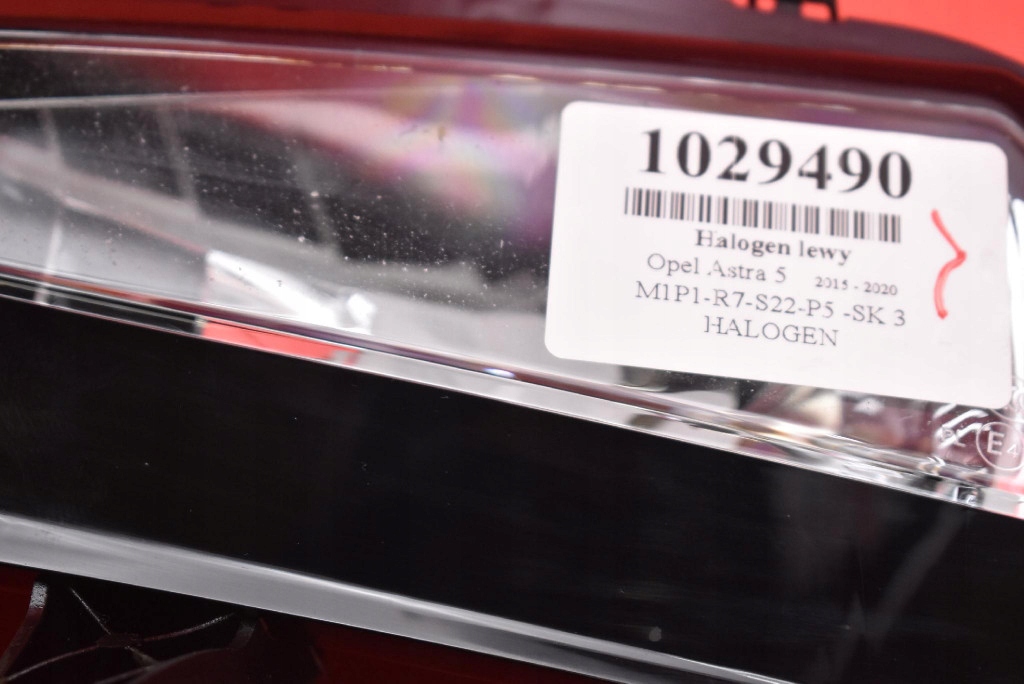 1029490
Halogen lewy
Opel Astra 5 2015 - 2020
M1P1-R7-S22-P5 -SK 3
HALOGEN